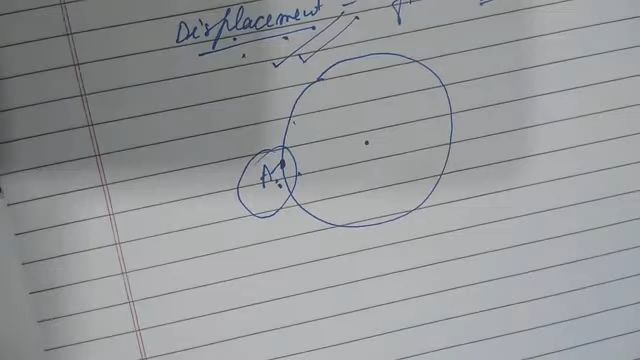 Displacement =
A